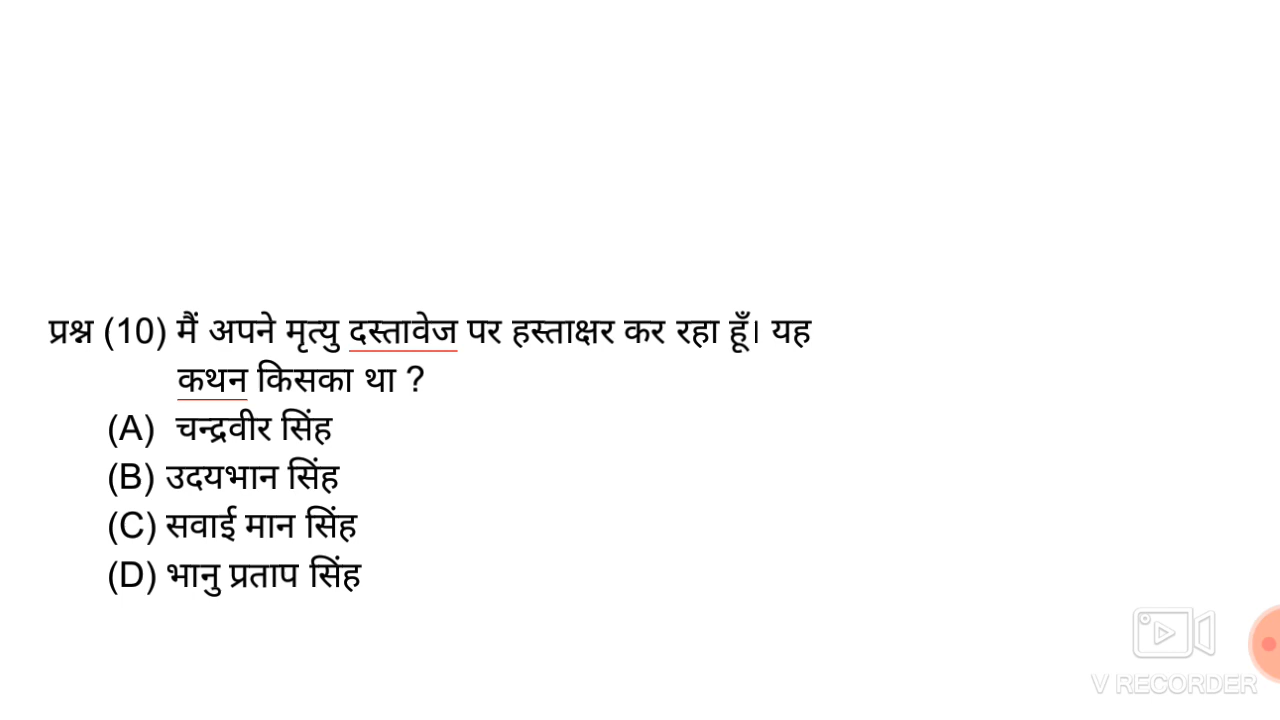 प्रश्न (10) मैं अपने मृत्यु दस्तावेज पर हस्ताक्षर कर रहा हूँ। यह
कथन किसका था ?
(A) चन्द्रवीर सिंह
(B) उदयभान सिंह
(C) सवाई मान सिंह
(D) भानु प्रताप सिंह
V RECORDER